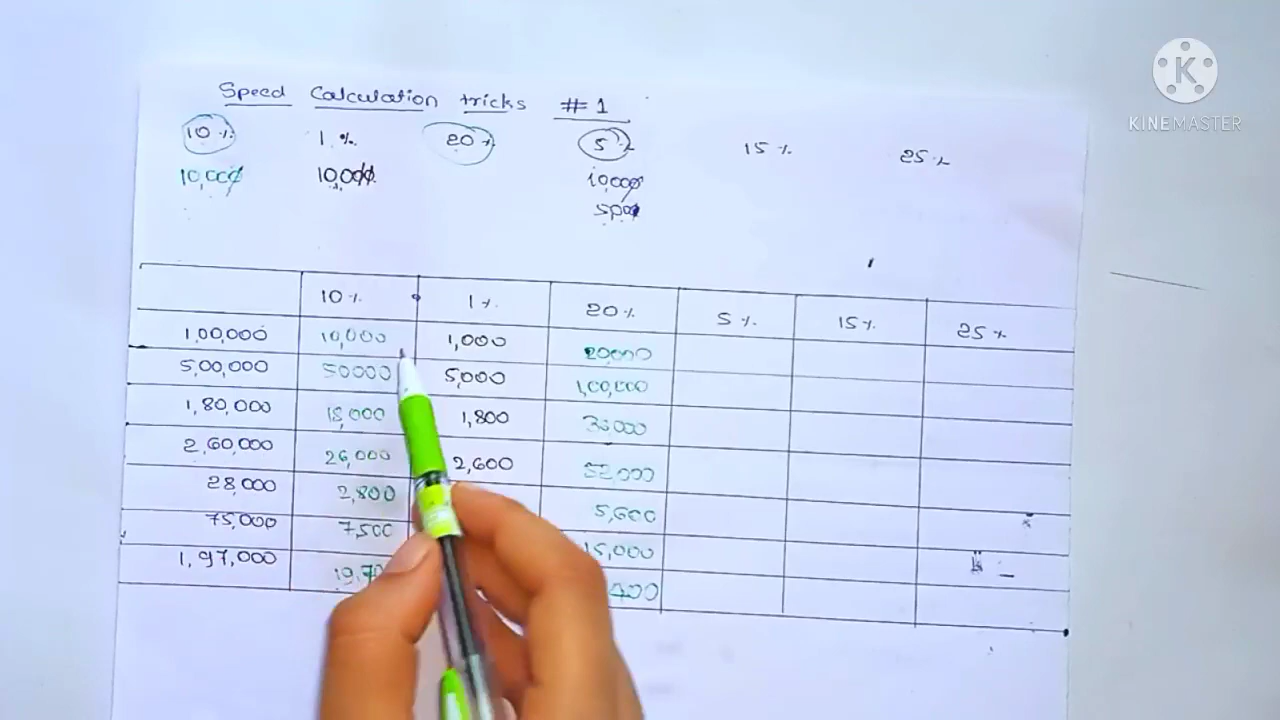 Speed Calculation tricks #1
10% 1% 20% 5% 15% 25%
10,000 10,000 10,000
500
10% 1% 20% 5% 15% 25%
1,00,000 10,000 1,000 20,000
5,00,000 50000 5,000 1,00,000
1,80,000 18,000 1,800 36000
2,60,000 26,000 2,600 52,000
28,000 2,800 5,600
75,000 7,500 15,000
1,97,000
KINEMASTER